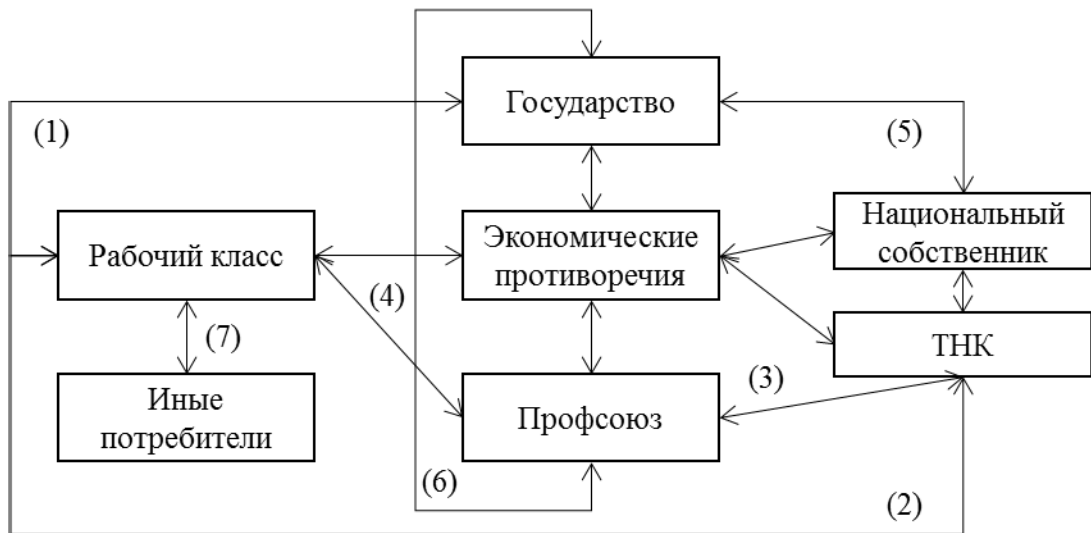 Государство
(1)
(5)
Рабочий класс
Экономические
противоречия
Национальный
собственник
(4)
(7)
ТНК
Иные
потребители
Профсоюз
(3)
(6)
(2)